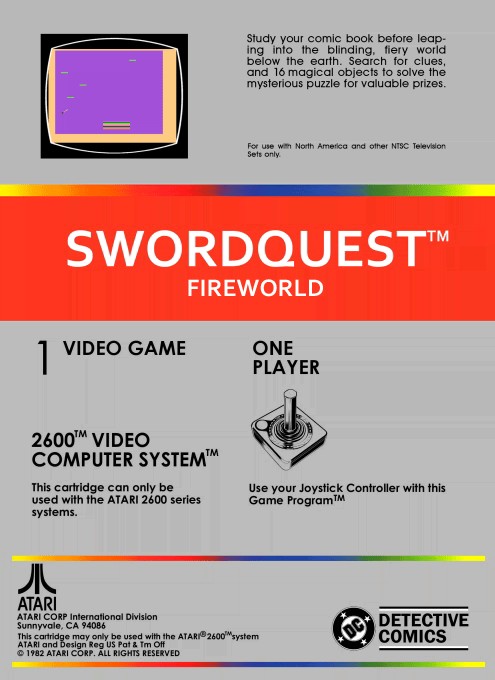 Study your comic book before leap-
ing into the blinding, fiery world
below the earth. Search for clues,
and 16 magical objects to solve the
mysterious puzzle for valuable prizes.
For use with North America and other NTSC Television
Sets only.
SWORDQUEST™
FIREWORLD
1 VIDEO GAME
ONE
PLAYER
2600™ VIDEO
COMPUTER SYSTEM™
This cartridge can only be
used with the ATARI 2600 series
systems.
Use your Joystick Controller with this
Game Program™
ATARI
ATARI CORP International Division
Sunnyvale, CA 94086
This cartridge may only be used with the ATARI®2600™system
ATARI and Design Reg US Pat & Tm Off
© 1982 ATARI CORP. ALL RIGHTS RESERVED
DC
DETECTIVE
COMICS